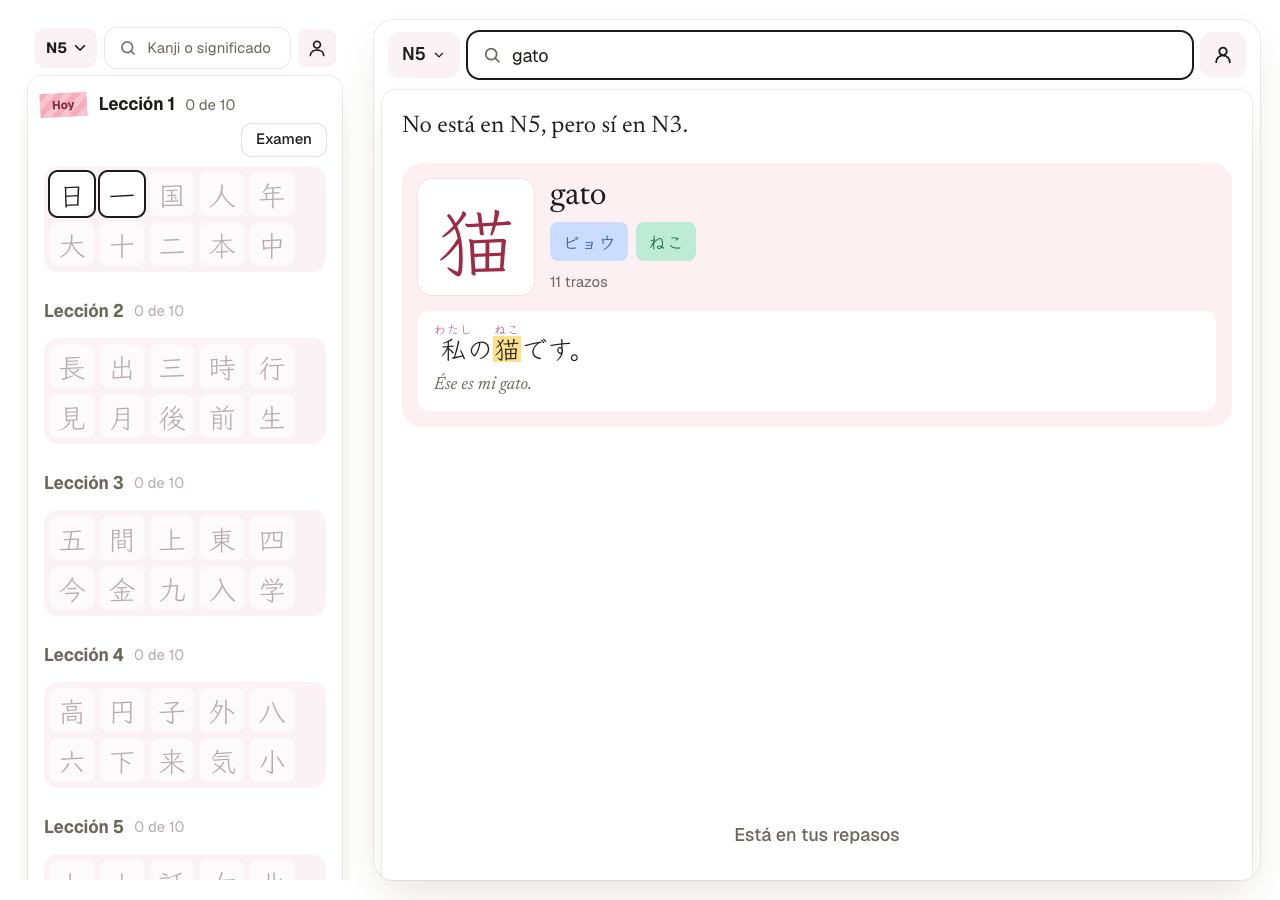 N5
Kanji o significado
Hoy
Lección 1
0 de 10
Examen
日 一 国 人 年
大 十 二 本 中
Lección 2
0 de 10
長 出 三 時 行
見 月 後 前 生
Lección 3
0 de 10
五 間 上 東 四
今 金 九 入 学
Lección 4
0 de 10
高 円 子 外 八
六 下 来 気 小
Lección 5
0 de 10
N5
gato
No está en N5, pero sí en N3.
猫
gato
ビョウ
ねこ
11 trazos
わたし ねこ
私の猫です。
Ése es mi gato.
Está en tus repasos